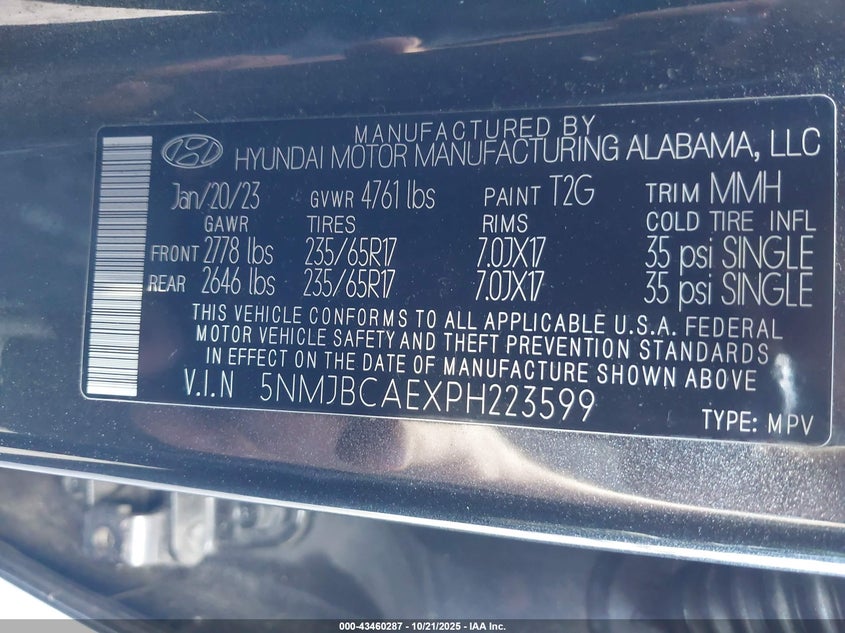 MANUFACTURED BY
HYUNDAI MOTOR MANUFACTURING ALABAMA, LLC
Jan/20/23 GVWR 4761 lbs PAINT T2G TRIM MMH
GAWR TIRES RIMS COLD TIRE INFL
FRONT 2778 lbs 235/65R17 7.0JX17 35 psi SINGLE
REAR 2646 lbs 235/65R17 7.0JX17 35 psi SINGLE
THIS VEHICLE CONFORMS TO ALL APPLICABLE U.S.A. FEDERAL
MOTOR VEHICLE SAFETY AND THEFT PREVENTION STANDARDS
IN EFFECT ON THE DATE OF MANUFACTURE SHOWN ABOVE.
V.I.N 5NMJBCAEXPH223599
TYPE: MPV
000-43460287 - 10/21/2025 - IAA Inc.